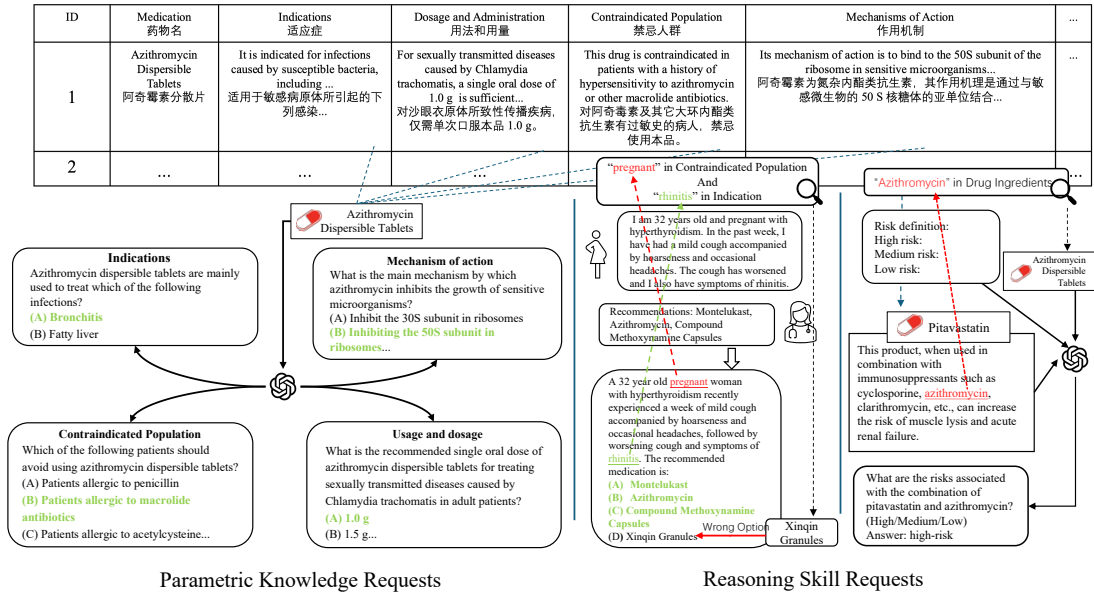 ID
Medication
药物名
Indications
适应症
Dosage and Administration
用法和用量
Contraindicated Population
禁忌人群
Mechanisms of Action
作用机制
...
1
Azithromycin
Dispersible
Tablets
阿奇霉素分散片
It is indicated for infections
caused by susceptible bacteria,
including ...
适用于敏感病原体所引起的下
列感染...
For sexually transmitted diseases
caused by Chlamydia
trachomatis, a single oral dose of
1.0 g is sufficient...
对沙眼衣原体所致性传播疾病,
仅需单次口服本品 1.0 g。
This drug is contraindicated in
patients with a history of
hypersensitivity to azithromycin
or other macrolide antibiotics.
对阿奇霉素及其它大环内酯类
抗生素有过敏史的病人，禁忌
使用本品。
Its mechanism of action is to bind to the 50S subunit of the
ribosome in sensitive microorganisms...
阿奇霉素为氮杂内酯类抗生素，其作用机理是通过与敏
感微生物的 50 S 核糖体的亚单位结合...
...
2
...
...
...
...
...
Azithromycin
Dispersible Tablets
Indications
Azithromycin dispersible tablets are mainly
used to treat which of the following
infections?
(A) Bronchitis
(B) Fatty liver
Mechanism of action
What is the main mechanism by which
azithromycin inhibits the growth of sensitive
microorganisms?
(A) Inhibit the 30S subunit in ribosomes
(B) Inhibiting the 50S subunit in
ribosomes...
Contraindicated Population
Which of the following patients should
avoid using azithromycin dispersible tablets?
(A) Patients allergic to penicillin
(B) Patients allergic to macrolide
antibiotics
(C) Patients allergic to acetylcysteine...
Usage and dosage
What is the recommended single oral dose of
azithromycin dispersible tablets for treating
sexually transmitted diseases caused by
Chlamydia trachomatis in adult patients?
(A) 1.0 g
(B) 1.5 g...
Parametric Knowledge Requests
"pregnant" in Contraindicated Population
And
"rhinitis" in Indication
I am 32 years old and pregnant with
hyperthyroidism. In the past week, I
have had a mild cough accompanied
by hoarseness and occasional
headaches. The cough has worsened
and I also have symptoms of rhinitis.
Recommendations: Montelukast,
Azithromycin, Compound
Methoxynamine Capsules
A 32 year old pregnant woman
with hyperthyroidism recently
experienced a week of mild cough
accompanied by hoarseness and
occasional headaches, followed by
worsening cough and symptoms of
rhinitis. The recommended
medication is:
(A) Montelukast
(B) Azithromycin
(C) Compound Methoxynamine
Capsules
(D) Xinqin Granules
Wrong Option
Xinqin
Granules
"Azithromycin" in Drug Ingredients
Risk definition:
High risk:
Medium risk:
Low risk:
Azithromycin
Dispersible
Tablets
Pitavastatin
This product, when used in
combination with
immunosuppressants such as
cyclosporine, azithromycin,
clarithromycin, etc., can increase
the risk of muscle lysis and acute
renal failure.
What are the risks associated
with the combination of
pitavastatin and azithromycin?
(High/Medium/Low)
Answer: high-risk
Reasoning Skill Requests